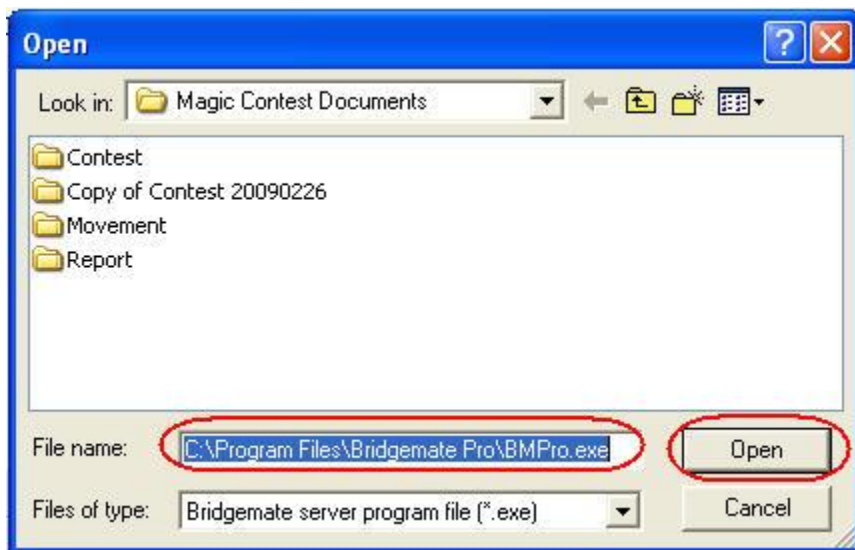 Open
Look in: Magic Contest Documents
Contest
Copy of Contest 20090226
Movement
Report
File name: C:\Program Files\Bridgemate Pro\BMPro.exe Open
Files of type: Bridgemate server program file (*.exe) Cancel